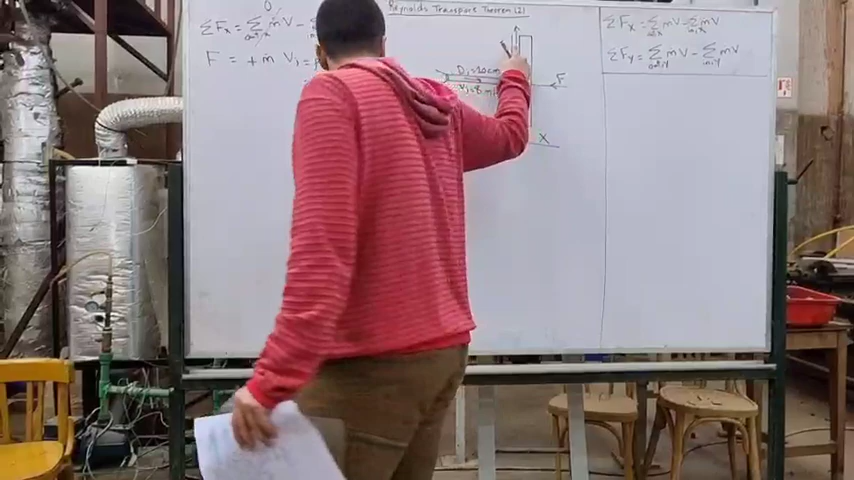 Reynolds Transport Theorem (2)
ΣFx = Σ ṁV - 
out,x
0
F = + ṁ V₁ =
D₁=10cm
V₁=8 m/
F
X
ΣFx = Σ ṁV - Σ ṁV
out,x in,x
ΣFy = Σ ṁV - Σ ṁV
out,y in,y